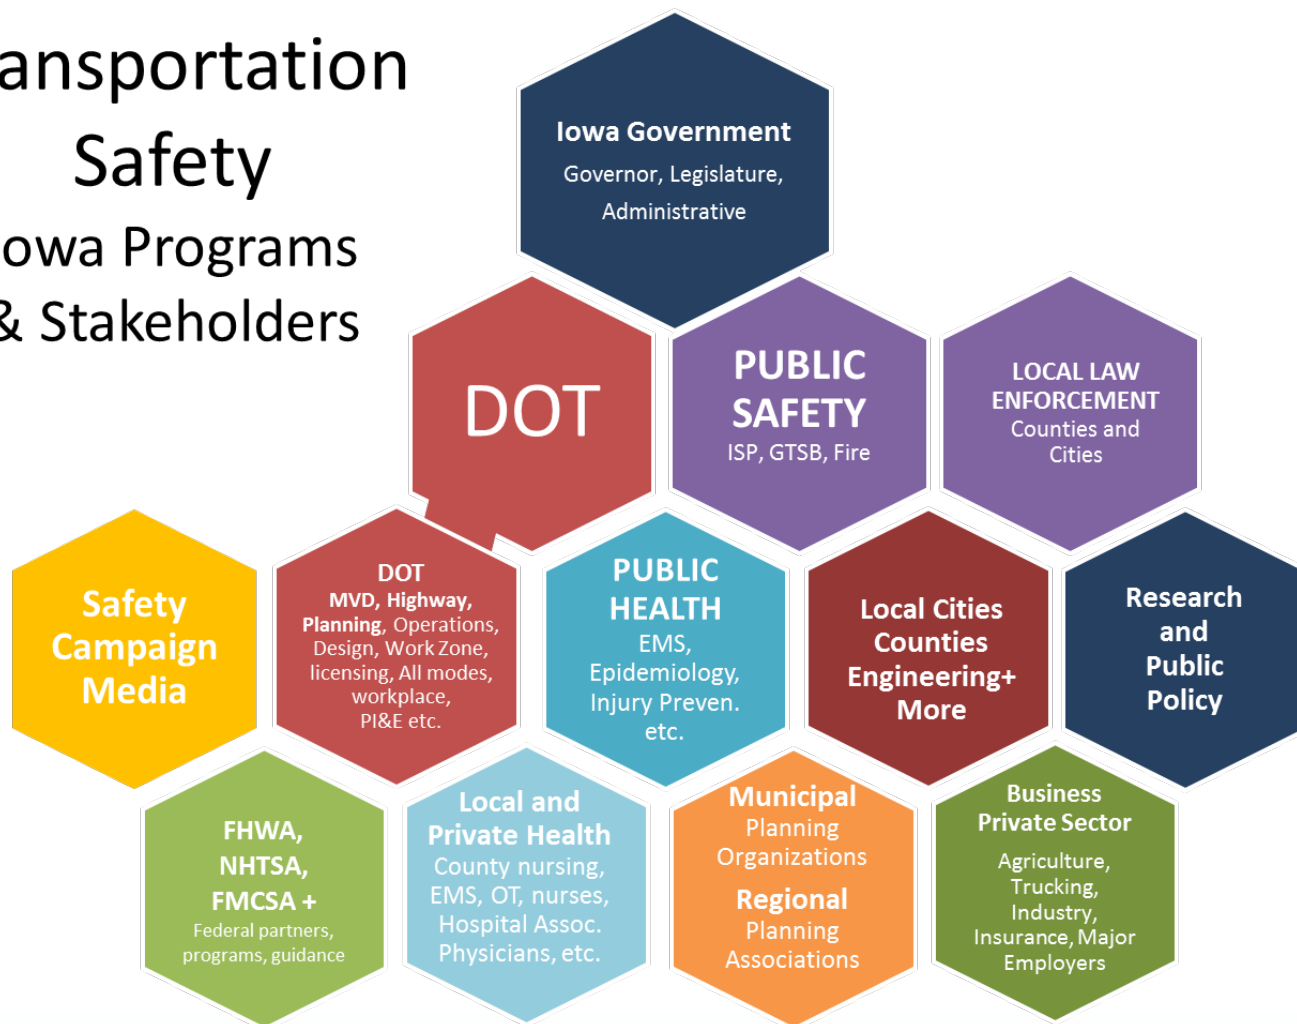 ansportation
Safety
owa Programs
& Stakeholders
Iowa Government
Governor, Legislature,
Administrative
DOT
PUBLIC
SAFETY
ISP, GTSB, Fire
LOCAL LAW
ENFORCEMENT
Counties and
Cities
Safety
Campaign
Media
DOT
MVD, Highway,
Planning, Operations,
Design, Work Zone,
licensing, All modes,
workplace,
PI&E etc.
PUBLIC
HEALTH
EMS,
Epidemiology,
Injury Preven.
etc.
Local Cities
Counties
Engineering+
More
Research
and
Public
Policy
FHWA,
NHTSA,
FMCSA +
Federal partners,
programs, guidance
Local and
Private Health
County nursing,
EMS, OT, nurses,
Hospital Assoc.
Physicians, etc.
Municipal
Planning
Organizations
Regional
Planning
Associations
Business
Private Sector
Agriculture,
Trucking,
Industry,
Insurance, Major
Employers